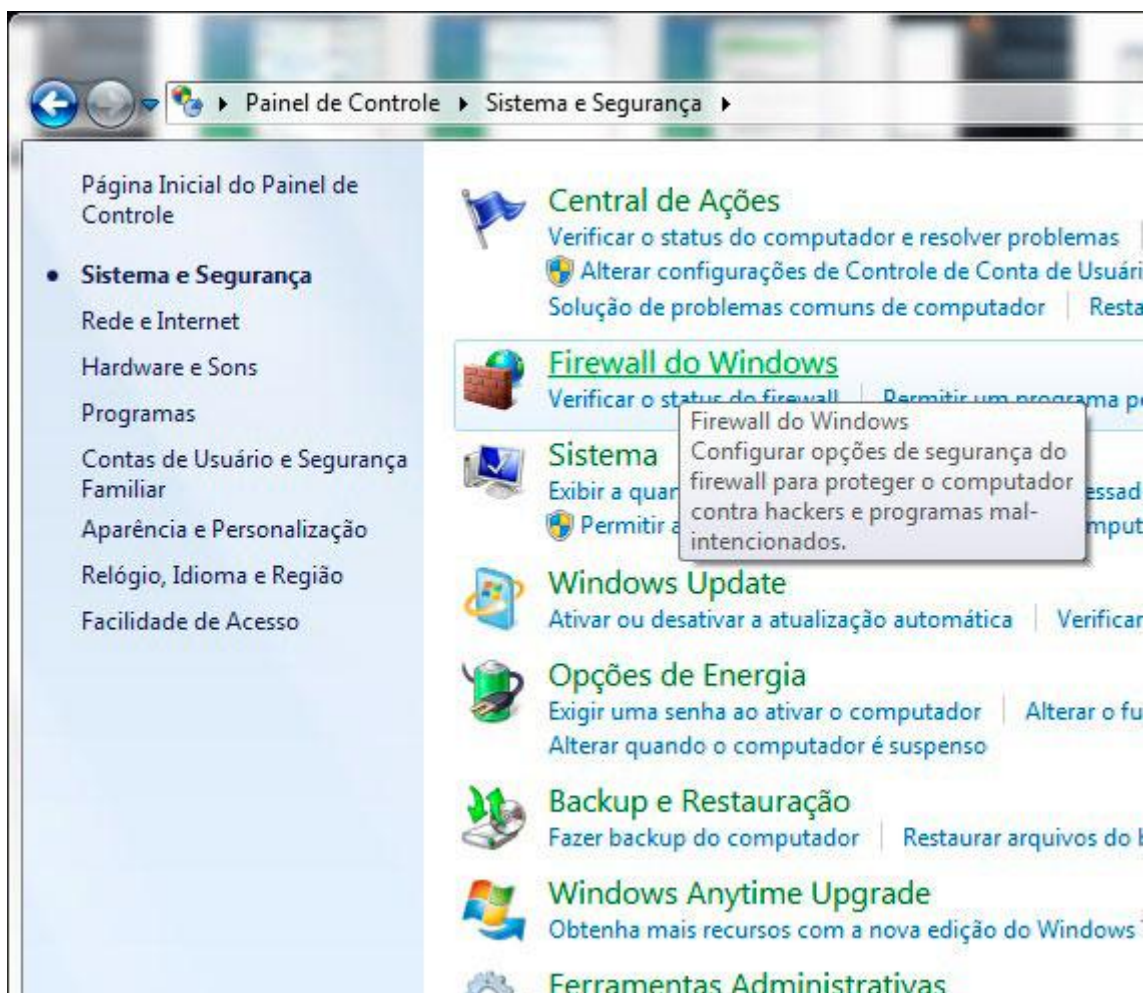 Painel de Controle ▸ Sistema e Segurança ▸
Página Inicial do Painel de
Controle
Sistema e Segurança
Rede e Internet
Hardware e Sons
Programas
Contas de Usuário e Segurança
Familiar
Aparência e Personalização
Relógio, Idioma e Região
Facilidade de Acesso
Central de Ações
Verificar o status do computador e resolver problemas
Alterar configurações de Controle de Conta de Usuári
Solução de problemas comuns de computador | Resta
Firewall do Windows
Verificar o status do firewall | Permitir um programa p
Firewall do Windows
Configurar opções de segurança do
firewall para proteger o computador
contra hackers e programas mal-
intencionados.
Sistema
Exibir a quan
Permitir a
Windows Update
Ativar ou desativar a atualização automática | Verificar
Opções de Energia
Exigir uma senha ao ativar o computador | Alterar o fu
Alterar quando o computador é suspenso
Backup e Restauração
Fazer backup do computador | Restaurar arquivos do b
Windows Anytime Upgrade
Obtenha mais recursos com a nova edição do Windows
Ferramentas Administrativas